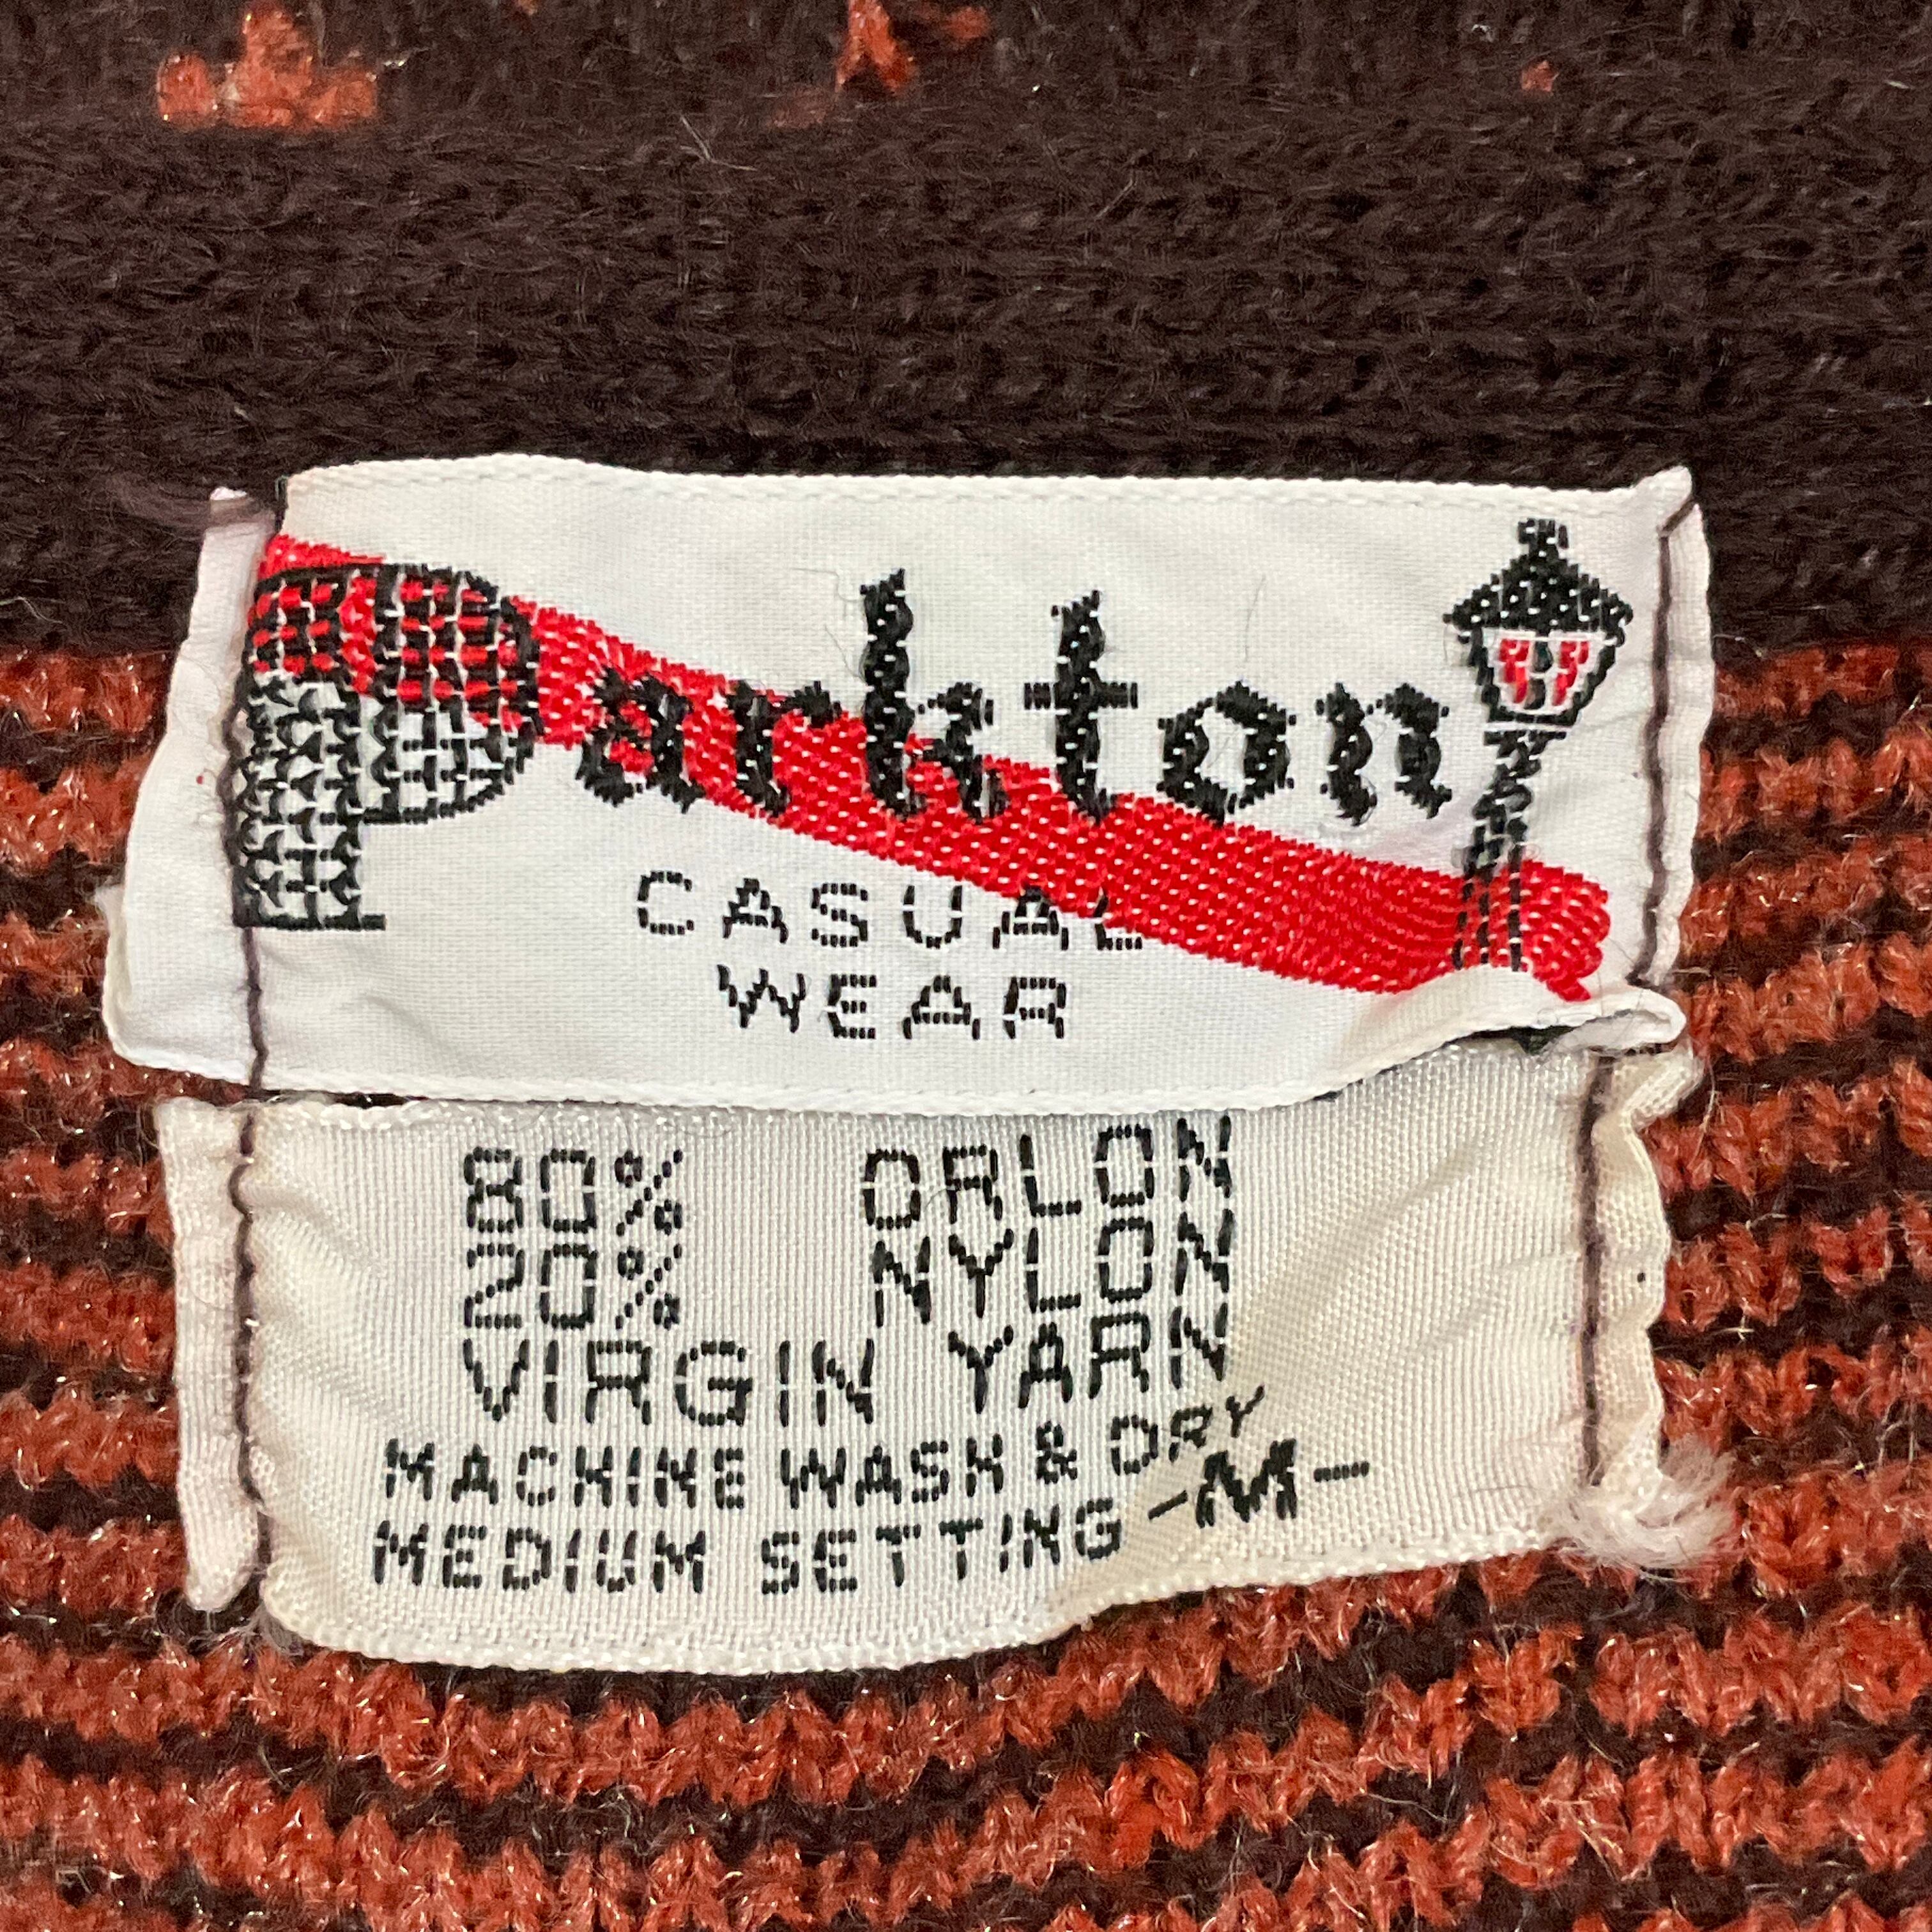 Parkton
CASUAL
WEAR
80% ORLON
20% NYLON
VIRGIN YARN
MACHINE WASH & DRY
MEDIUM SETTING -M-